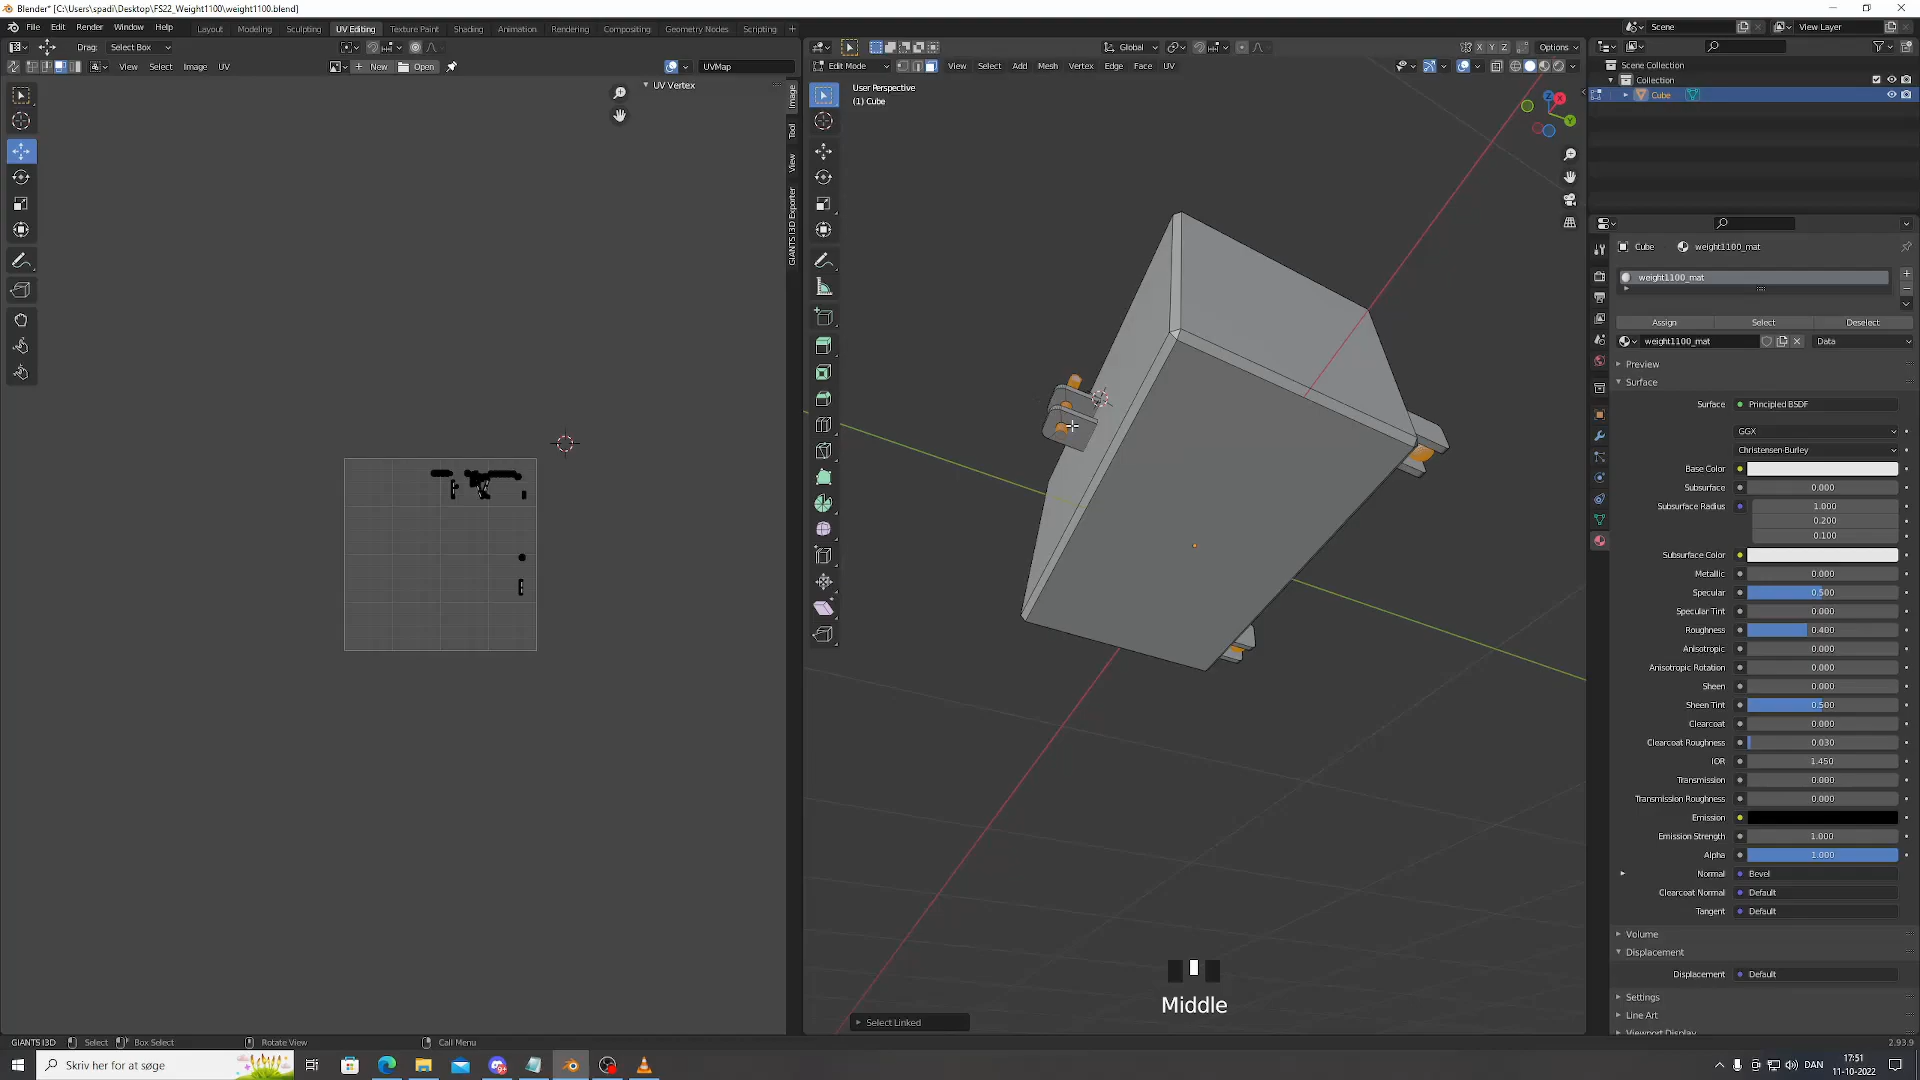 Blender* [C:\Users\spadi\Desktop\FS22_Weight1100\weight1100.blend]
File Edit Render Window Help Layout Modeling Sculpting UV Editing Texture Paint Shading Animation Rendering Compositing Geometry Nodes Scripting + Scene View Layer
Drag: Select Box Global X Y Z Options
View Select Image UV New Open UVMap Edit Mode View Select Add Mesh Vertex Edge Face UV
Scene Collection
Collection
Cube
UV Vertex
Image
Tool
View
GIANTS I3D Exporter
User Perspective
(1) Cube
Z X Y
Cube weight1100_mat
weight1100_mat
Assign Select Deselect
weight1100_mat Data
Preview
Surface
Surface Principled BSDF
GGX
Christensen-Burley
Base Color
Subsurface 0.000
Subsurface Radius 1.000
0.200
0.100
Subsurface Color
Metallic 0.000
Specular 0.500
Specular Tint 0.000
Roughness 0.400
Anisotropic 0.000
Anisotropic Rotation 0.000
Sheen 0.000
Sheen Tint 0.500
Clearcoat 0.000
Clearcoat Roughness 0.030
IOR 1.450
Transmission 0.000
Transmission Roughness 0.000
Emission
Emission Strength 1.000
Alpha 1.000
Normal Bevel
Clearcoat Normal Default
Tangent Default
Volume
Displacement
Displacement Default
Settings
Line Art
Viewport Display
Middle
Select Linked
GIANTS I3D Select Box Select Rotate View Call Menu 2.93.9
Skriv her for at søge DAN 17:51
11-10-2022